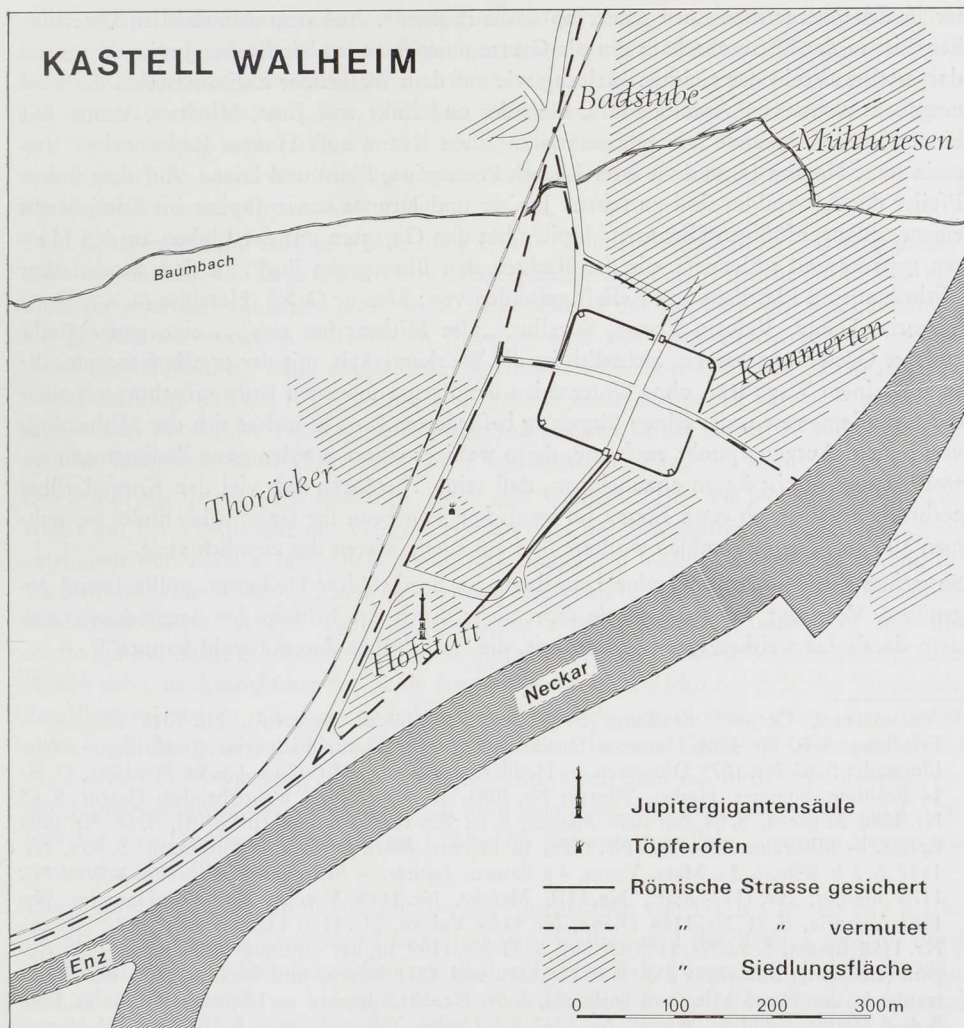 KASTELL WALHEIM
Badstube
Mühlwiesen
Baumbach
Kammerten
Thoräcker
Hofstatt
Neckar
Enz
Jupitergigantensäule
Töpferofen
Römische Strasse gesichert
" " vermutet
" Siedlungsfläche
0 100 200 300 m